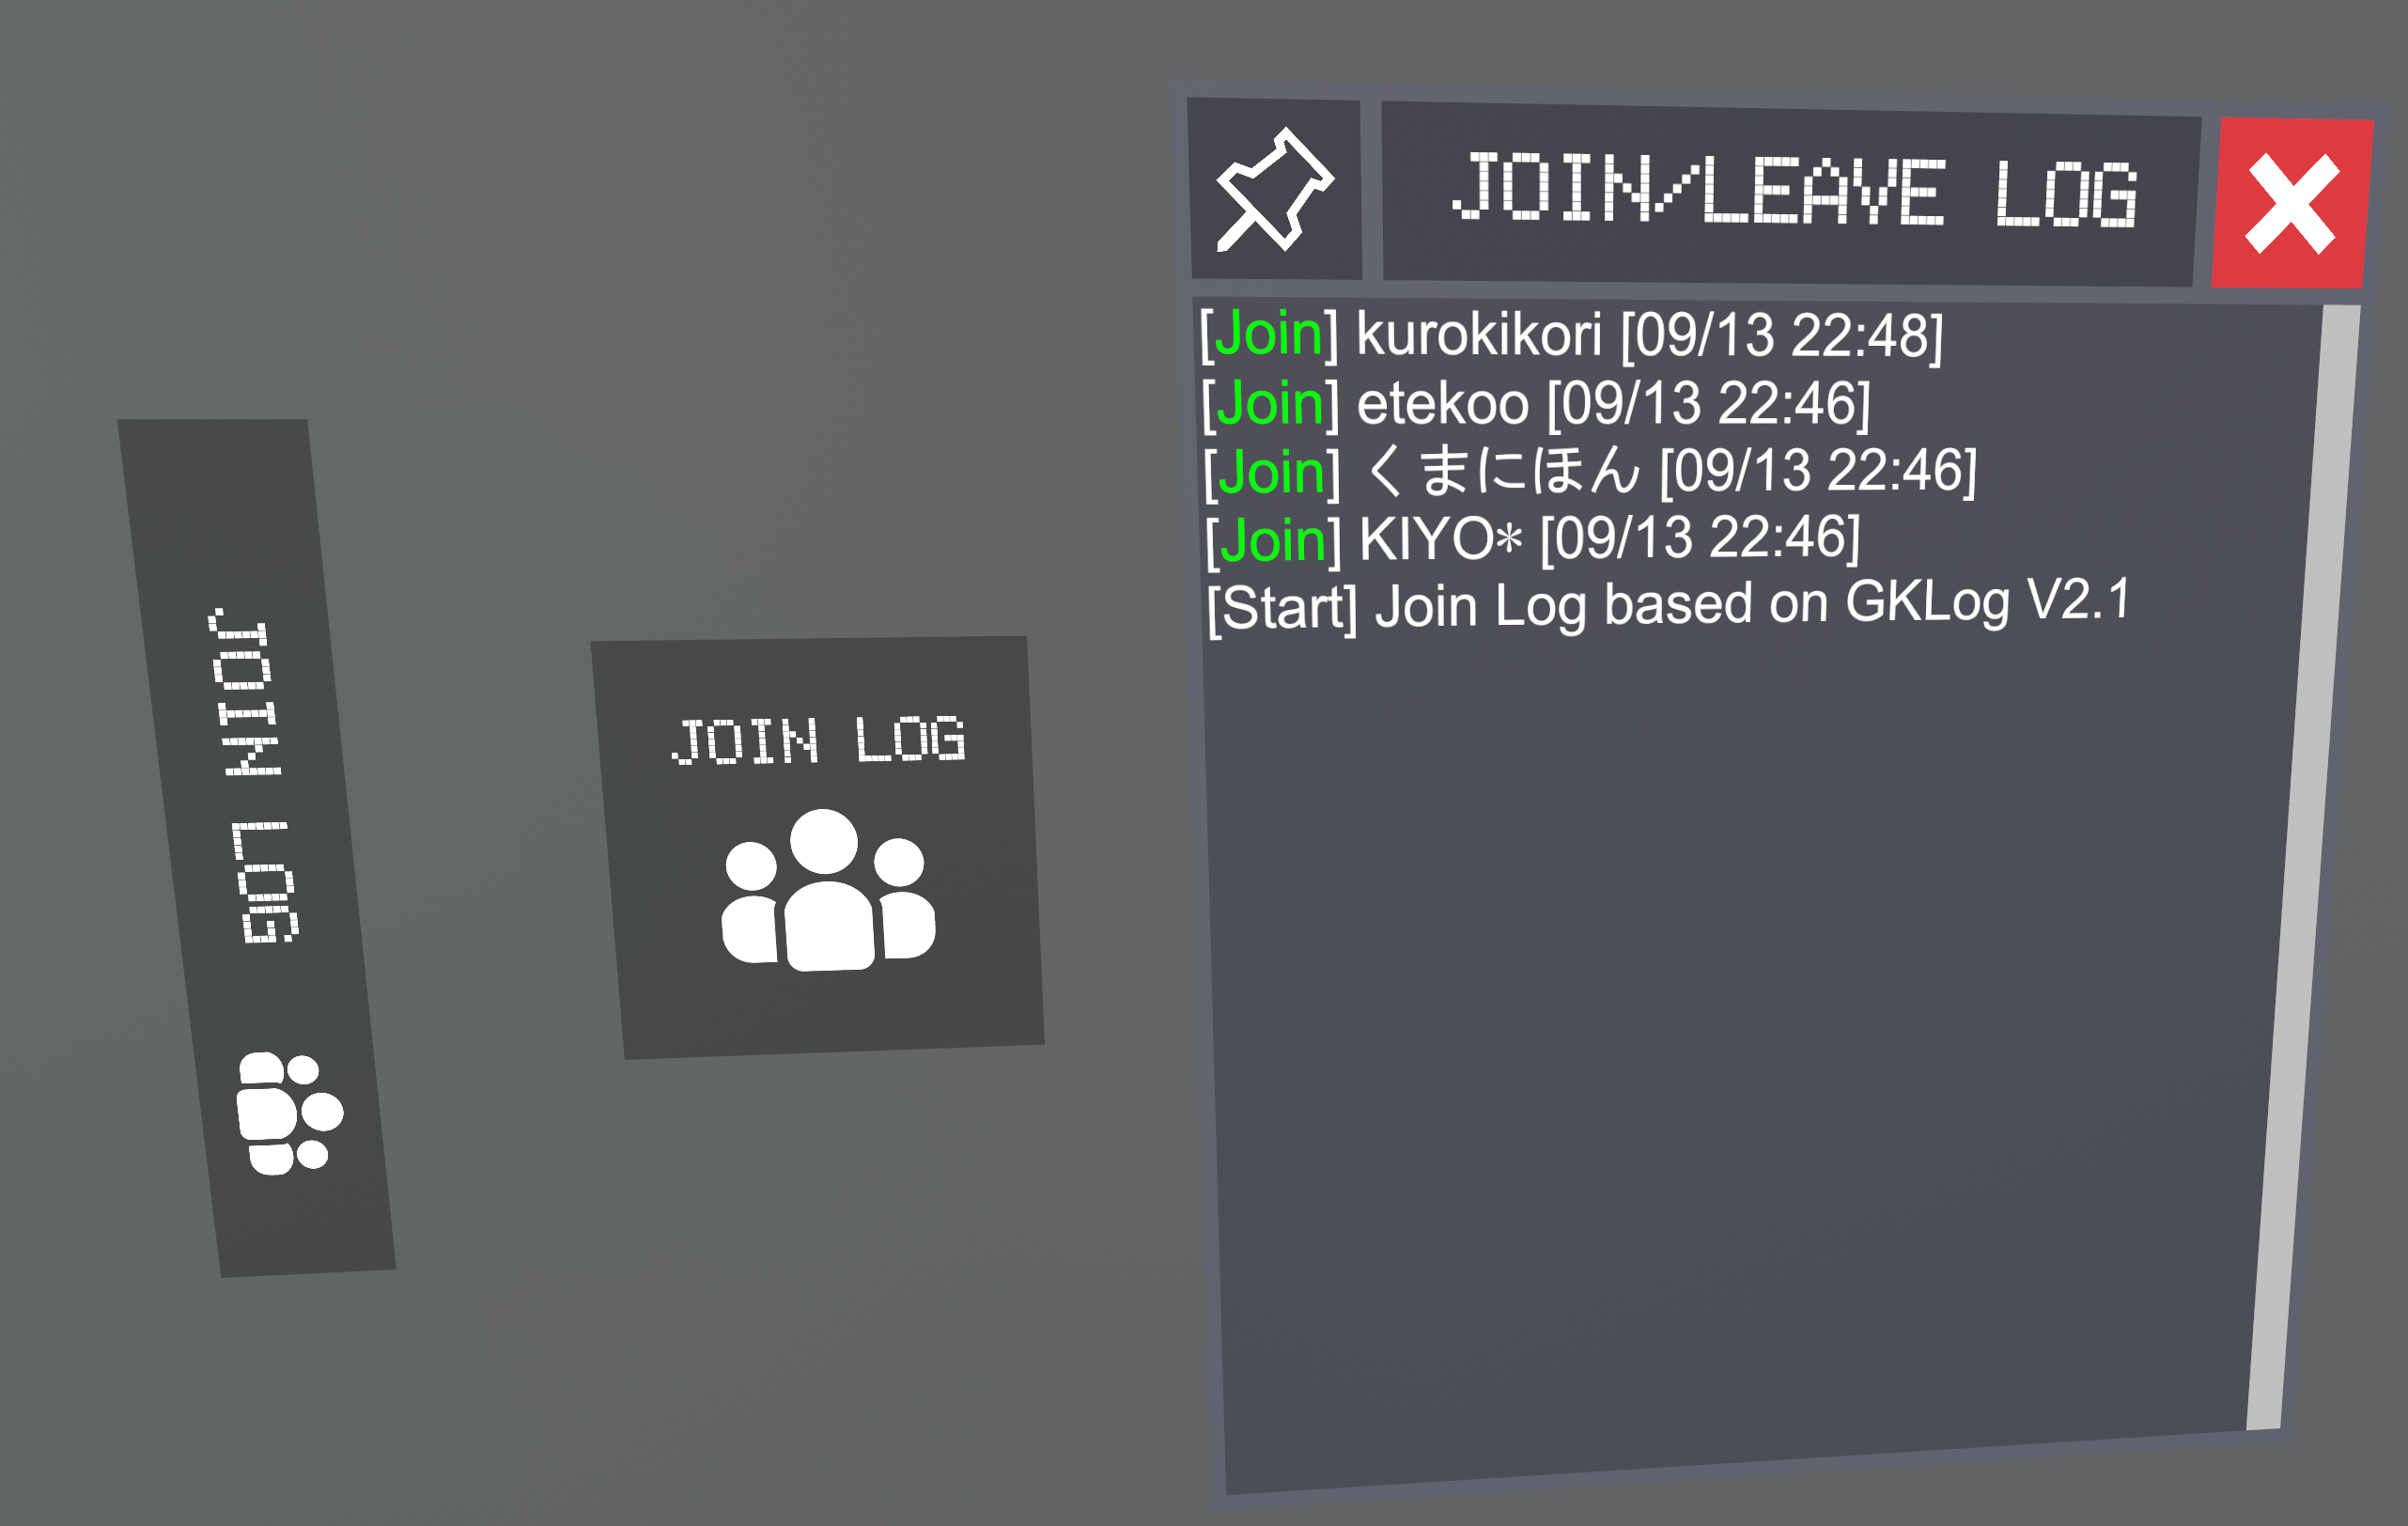 JOIN LOG
JOIN LOG
JOIN/LEAVE LOG
[Join] kurokikori [09/13 22:48]
[Join] etekoo [09/13 22:46]
[Join] くまにほん [09/13 22:46]
[Join] KIYO* [09/13 22:46]
[Start] Join Log based on GKLog V2.1